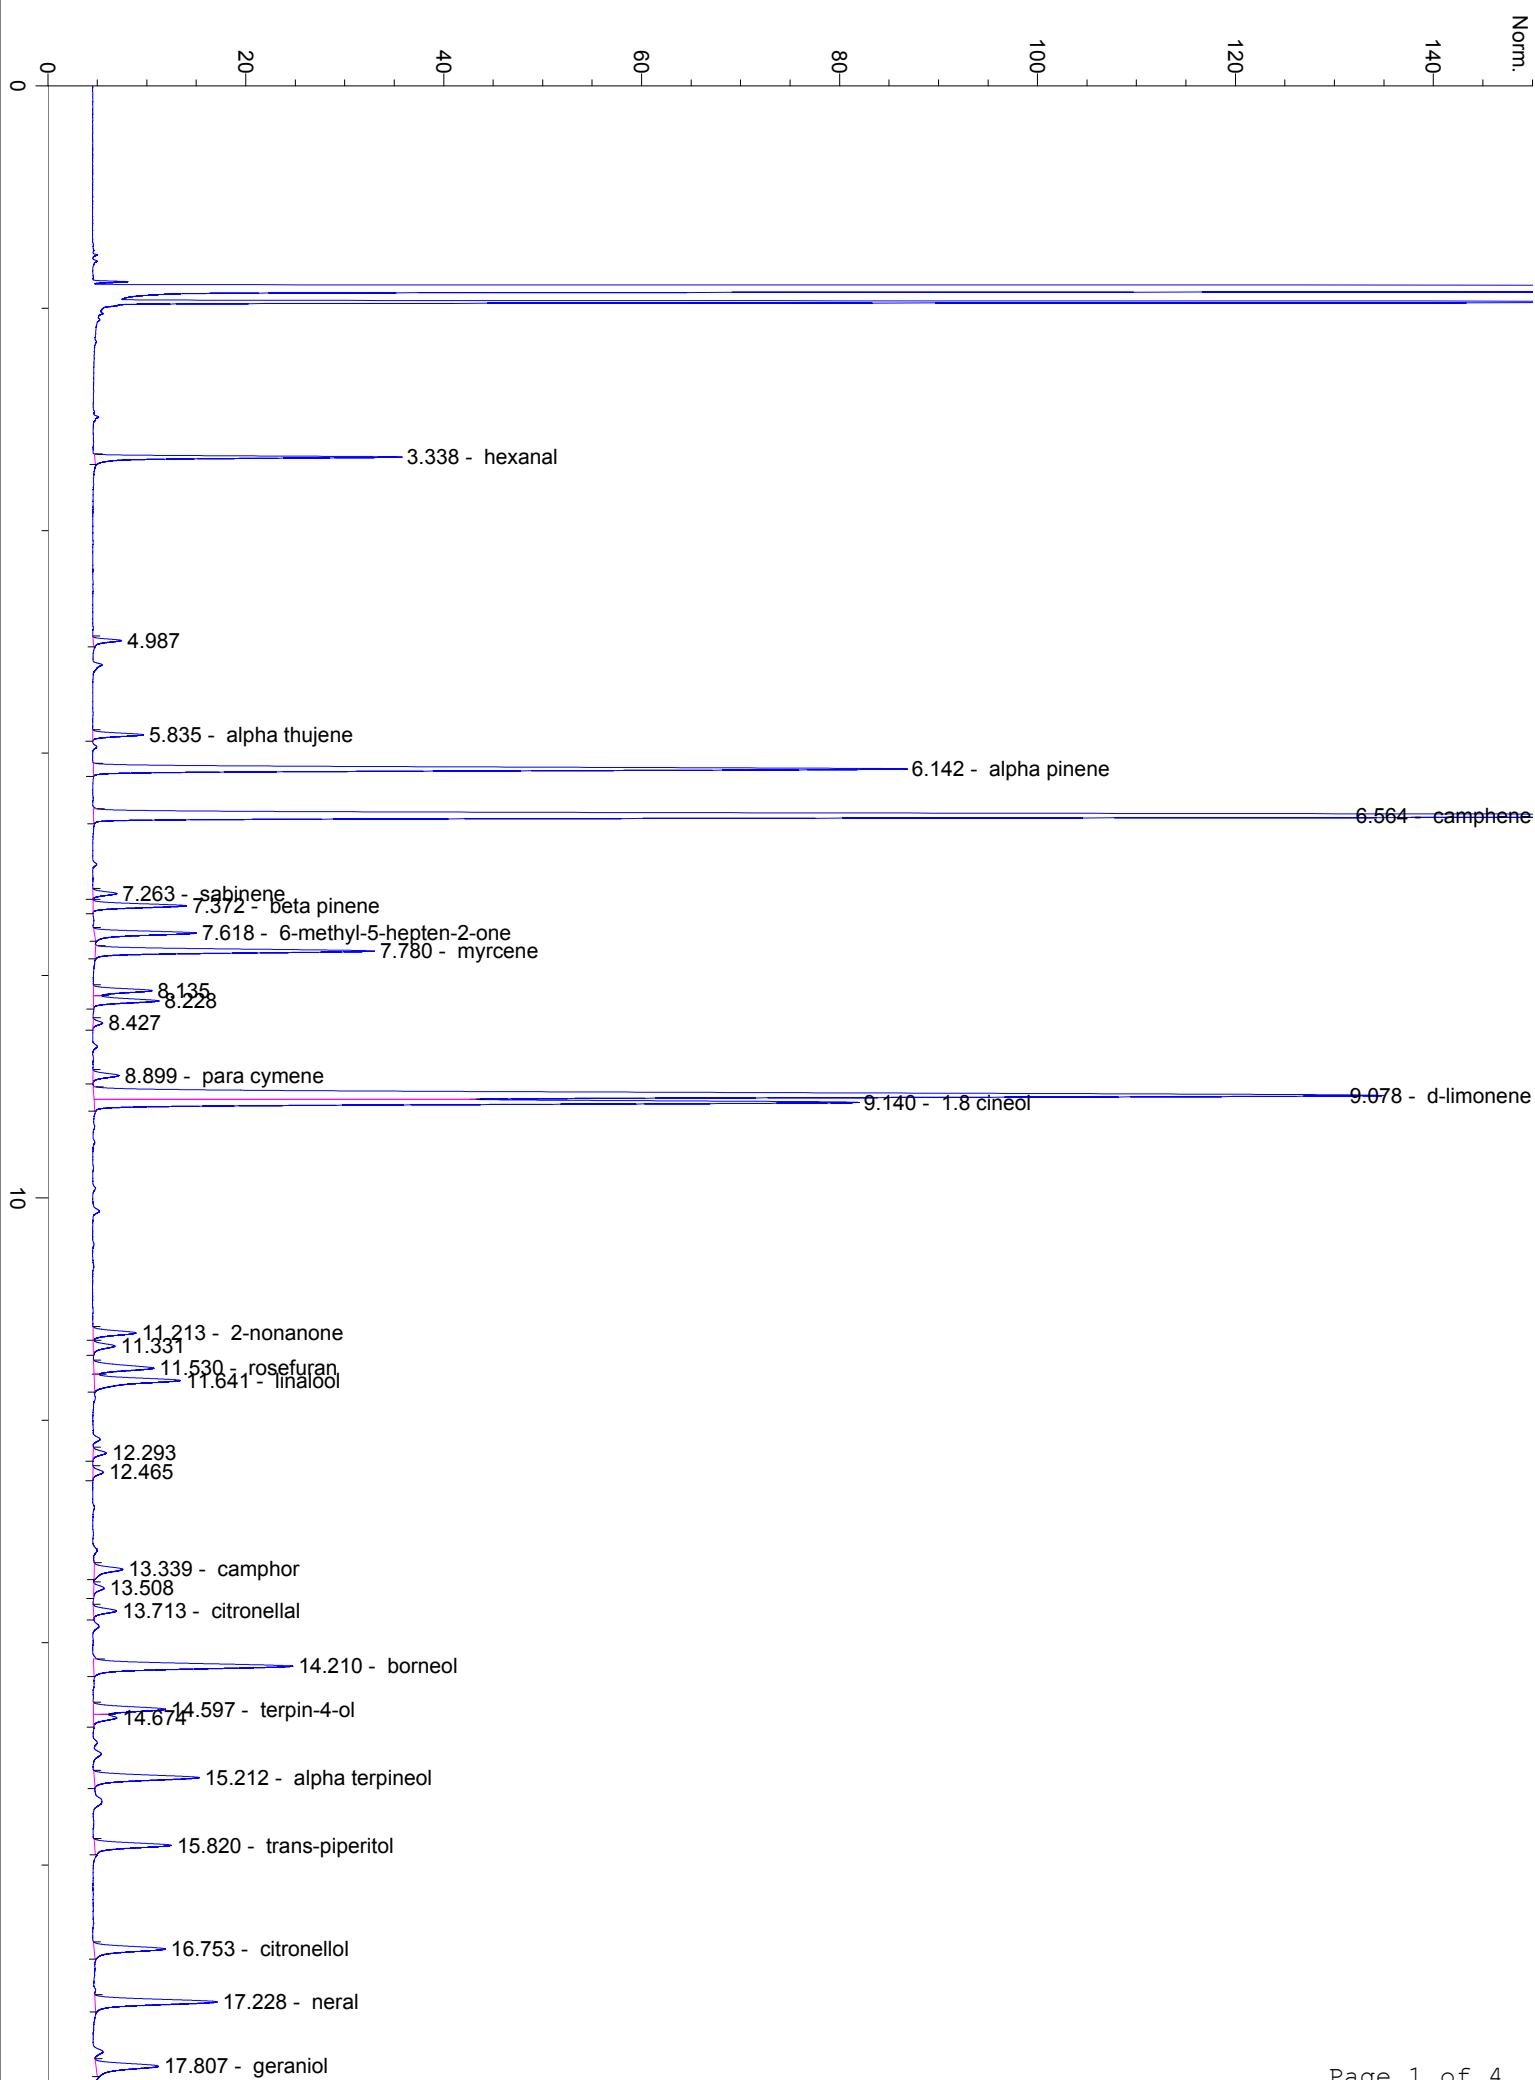 Norm.
0
20
40
60
80
100
120
140
0
3.338 - hexanal
4.987
5.835 - alpha thujene
6.142 - alpha pinene
6.564 - camphene
7.263 - sabinene
7.372 - beta pinene
7.618 - 6-methyl-5-hepten-2-one
7.780 - myrcene
8.135
8.228
8.427
8.899 - para cymene
9.078 - d-limonene
9.140 - 1.8 cineol
10
11.213 - 2-nonanone
11.331
11.530 - rosefuran
11.641 - linalool
12.293
12.465
13.339 - camphor
13.508
13.713 - citronellal
14.210 - borneol
14.597 - terpin-4-ol
14.674
15.212 - alpha terpineol
15.820 - trans-piperitol
16.753 - citronellol
17.228 - neral
17.807 - geraniol
Page 1 of 4